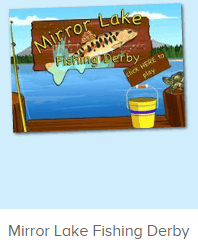 Mirror Lake
Fishing Derby
Click HERE to
play
Mirror Lake Fishing Derby